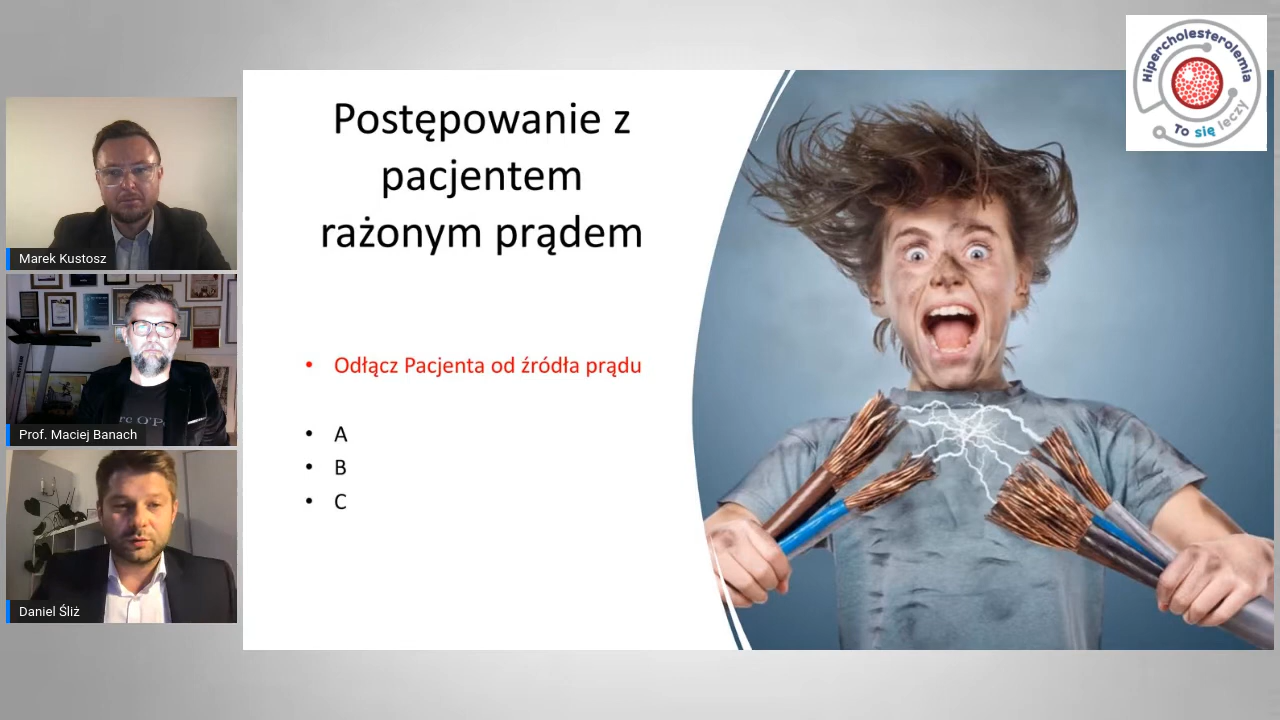 Hipercholesterolemia
To się leczy
Postępowanie z
pacjentem
rażonym prądem
• Odłącz Pacjenta od źródła prądu
• A
• B
• C
Marek Kustosz
Prof. Maciej Banach
Daniel Śliż